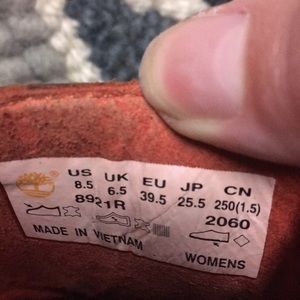 US UK EU JP CN
8.5 6.5 39.5 25.5 250(1.5)
8921R 2060
MADE IN VIETNAM
WOMENS